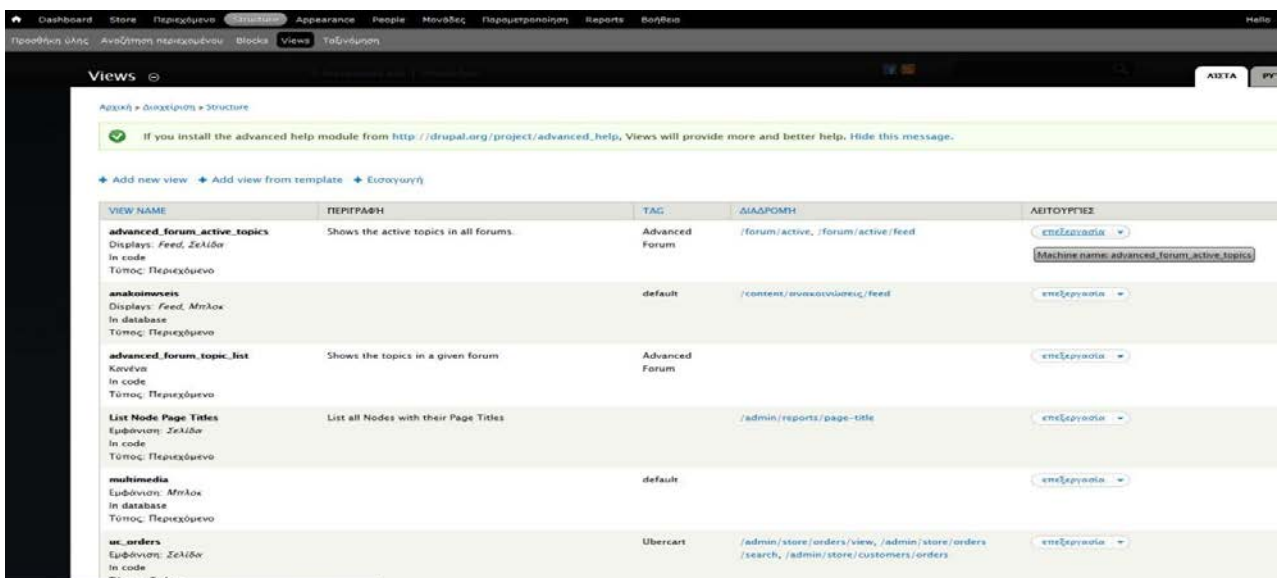 Dashboard Store Περιεχόμενο Structure Appearance People Μονάδες Παραμετροποίηση Reports Βοήθεια Hello
Προσθήκη ύλης Αναζήτηση περιεχομένου Blocks Views Ταξινόμηση
Views
ΛΙΣΤΑ
Αρχική » Διαχείριση » Structure
If you install the advanced help module from http://drupal.org/project/advanced_help, Views will provide more and better help. Hide this message.
Add new view Add view from template Εισαγωγή
VIEW NAME ΠΕΡΙΓΡΑΦΉ TAG ΔΙΑΔΡΟΜΉ ΛΕΙΤΟΥΡΓΊΕΣ
advanced_forum_active_topics Shows the active topics in all forums. Advanced /forum/active, /forum/active/feed επεξεργασία
Displays: Feed, Σελίδα Forum
In code Machine name: advanced_forum_active_topics
Τύπος: Περιεχόμενο
anakoinwseis default /content/ανακοινώσεις/feed επεξεργασία
Displays: Feed, Μπλοκ
In database
Τύπος: Περιεχόμενο
advanced_forum_topic_list Shows the topics in a given forum Advanced επεξεργασία
Κανένα Forum
In code
Τύπος: Περιεχόμενο
List Node Page Titles List all Nodes with their Page Titles /admin/reports/page-title επεξεργασία
Εμφάνιση: Σελίδα
In code
Τύπος: Περιεχόμενο
multimedia default επεξεργασία
Εμφάνιση: Μπλοκ
In database
Τύπος: Περιεχόμενο
uc_orders Ubercart /admin/store/orders/view, /admin/store/orders επεξεργασία
Εμφάνιση: Σελίδα /search, /admin/store/customers/orders
In code